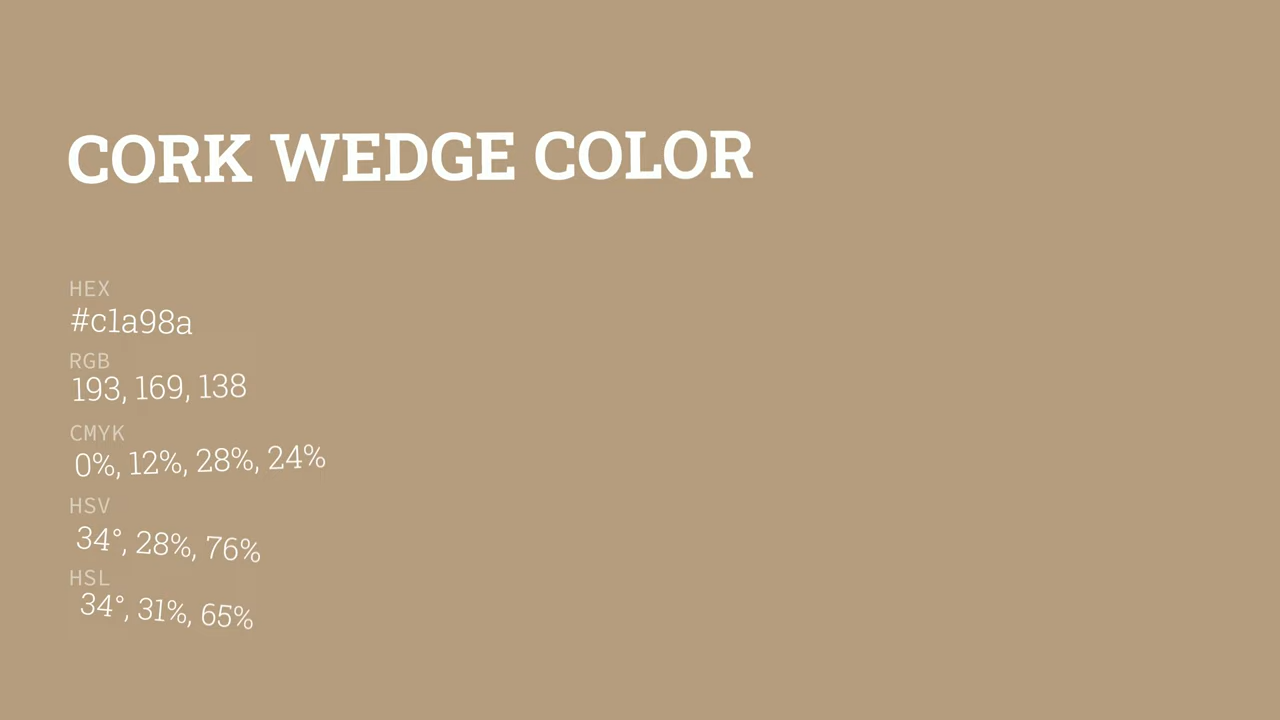 CORK WEDGE COLOR
HEX
#c1a98a
RGB
193, 169, 138
CMYK
0%, 12%, 28%, 24%
HSV
34°, 28%, 76%
HSL
34°, 31%, 65%